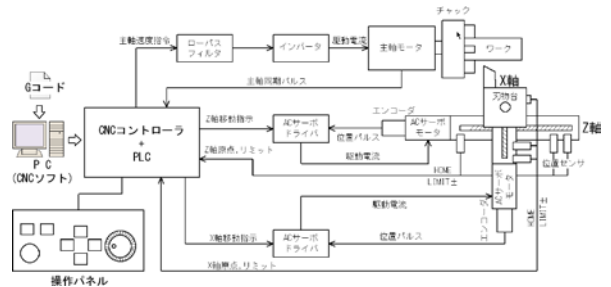 チャック
主軸速度指令
ローパス
フィルタ
インバータ
駆動電流
主軸モータ
ワーク
主軸同期パルス
Gコード
PC
(CNCソフト)
CNCコントローラ
+
PLC
Z軸移動指示
ACサーボ
ドライバ
エンコーダ
位置パルス
ACサーボ
モータ
駆動電流
X軸
刃物台
Z軸
Z軸原点,リミット
HOME
LIMIT±
位置センサ
ACサーボ
モータ
エンコーダ
HOME
LIMIT±
駆動電流
X軸移動指示
ACサーボ
ドライバ
位置パルス
X軸原点,リミット
操作パネル